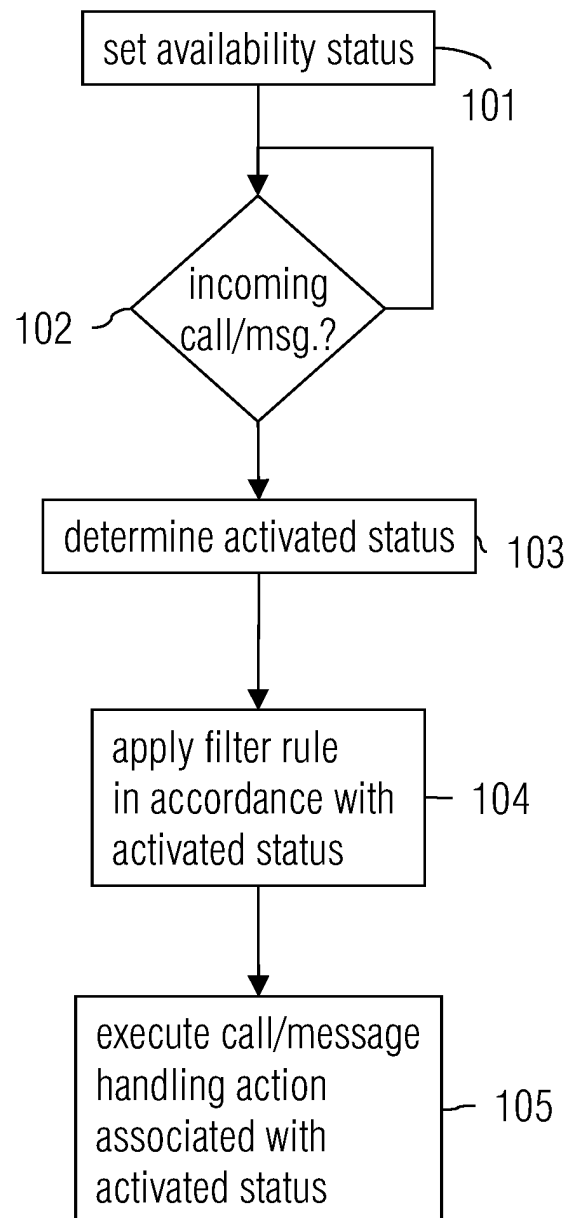 set availability status
101
incoming
call/msg.?
102
determine activated status
103
apply filter rule
in accordance with
activated status
104
execute call/message
handling action
associated with
activated status
105